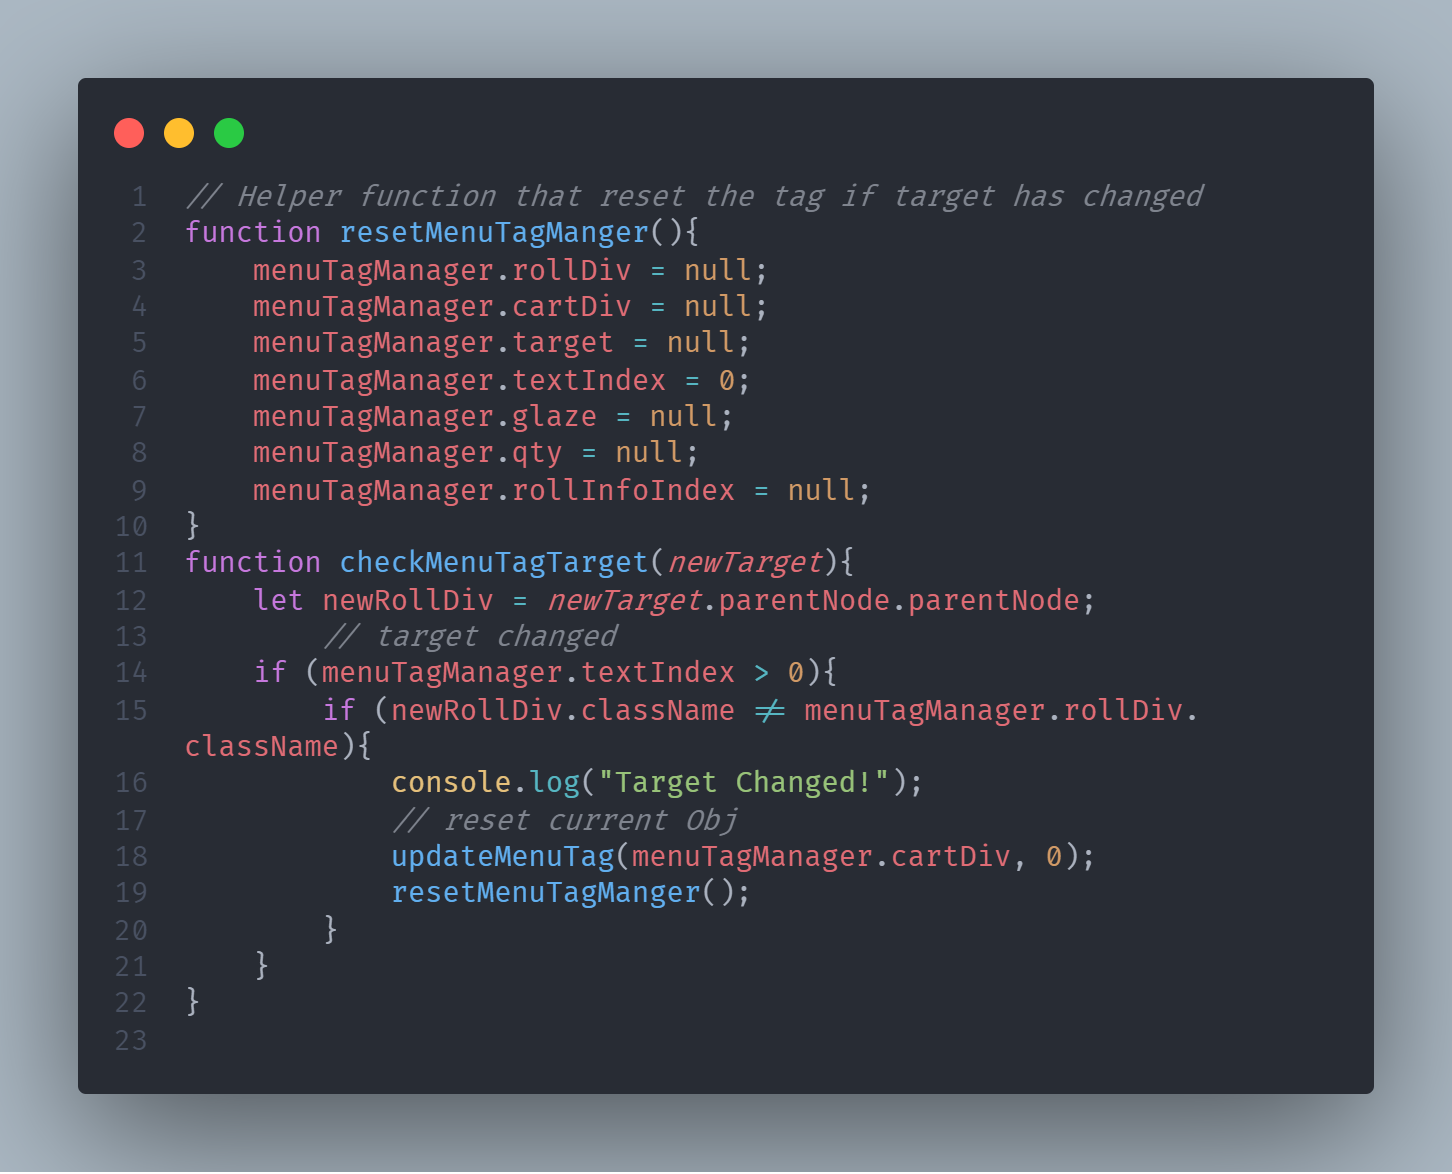 1 // Helper function that reset the tag if target has changed
2 function resetMenuTagManger(){
3     menuTagManager.rollDiv = null;
4     menuTagManager.cartDiv = null;
5     menuTagManager.target = null;
6     menuTagManager.textIndex = 0;
7     menuTagManager.glaze = null;
8     menuTagManager.qty = null;
9     menuTagManager.rollInfoIndex = null;
10 }
11 function checkMenuTagTarget(newTarget){
12     let newRollDiv = newTarget.parentNode.parentNode;
13         // target changed
14     if (menuTagManager.textIndex > 0){
15         if (newRollDiv.className != menuTagManager.rollDiv.
className){
16             console.log("Target Changed!");
17             // reset current Obj
18             updateMenuTag(menuTagManager.cartDiv, 0);
19             resetMenuTagManger();
20         }
21     }
22 }
23